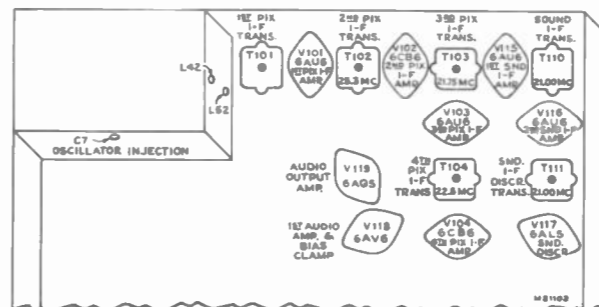 1ST PIX
I-F
TRANS.
T101
V101
6AU6
1ST PIX I-F
AMP.
2ND PIX
I-F
TRANS.
T102
25.3 MC
V102
6CB6
2ND PIX
I-F
AMP.
3RD PIX
I-F
TRANS.
T103
21.75 MC
V115
6AU6
1ST SND
I-F
AMP.
SOUND
I-F
TRANS.
T110
21.00 MC
L42
L52
C7
OSCILLATOR INJECTION
V103
6AU6
3RD PIX I-F
AMP.
V116
6AU6
2ND SND I-F
AMP.
AUDIO
OUTPUT
AMP.
V119
6AQ5
4TH
PIX
I-F
TRANS
T104
22.8 MC
SND.
I-F
DISCR.
TRANS.
T111
21.00 MC
1ST AUDIO
AMP. &
BIAS
CLAMP
V118
6AV6
V104
6CB6
4TH PIX I-F
AMP.
V117
6AL5
SND.
DISCR.